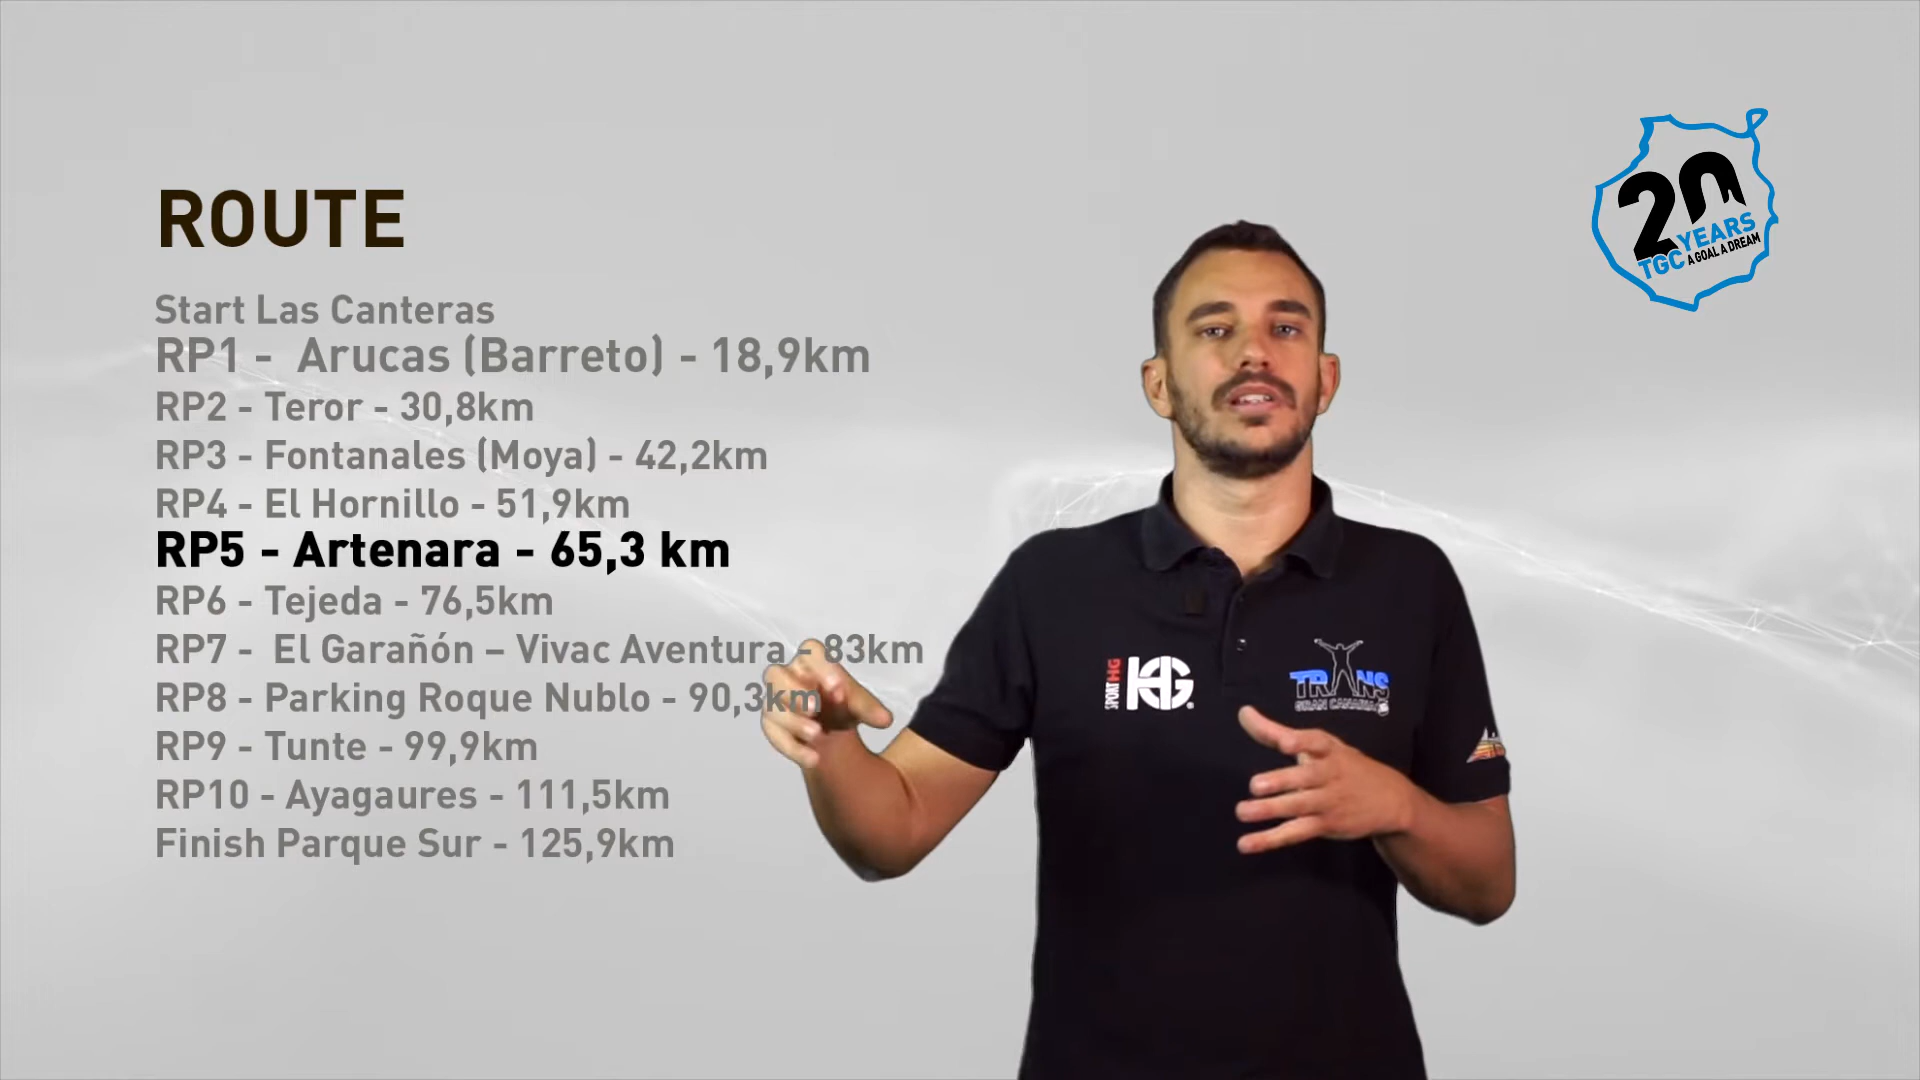 ROUTE
Start Las Canteras
RP1 - Arucas (Barreto) - 18,9km
RP2 - Teror - 30,8km
RP3 - Fontanales (Moya) - 42,2km
RP4 - El Hornillo - 51,9km
RP5 - Artenara - 65,3 km
RP6 - Tejeda - 76,5km
RP7 - El Garañón – Vivac Aventura - 83km
RP8 - Parking Roque Nublo - 90,3km
RP9 - Tunte - 99,9km
RP10 - Ayagaures - 111,5km
Finish Parque Sur - 125,9km
20
YEARS
TGC A GOAL A DREAM
SPORT HG
HG
TRANS
GRAN CANARIA